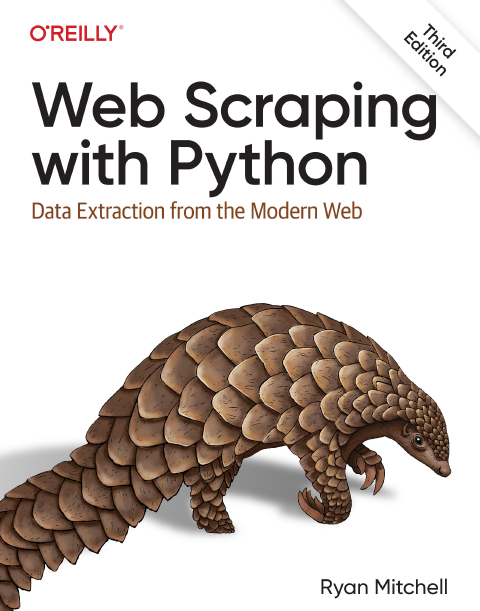 O'REILLY®
Third
Edition
Web Scraping
with Python
Data Extraction from the Modern Web
Ryan Mitchell